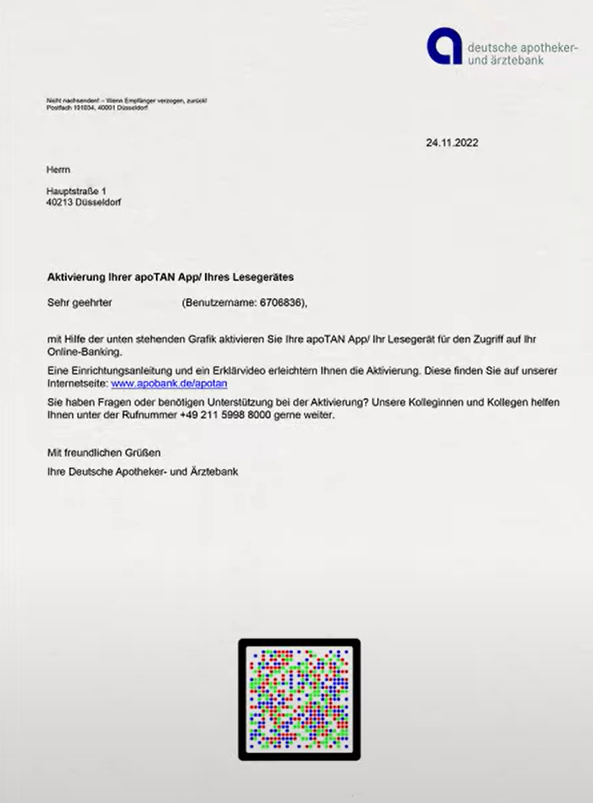 deutsche apotheker-
und ärztebank
Nicht nachsenden! – Wenn Empfänger verzogen, zurück!
Postfach 101034, 40001 Düsseldorf
24.11.2022
Herrn
Hauptstraße 1
40213 Düsseldorf
Aktivierung Ihrer apoTAN App/ Ihres Lesegerätes
Sehr geehrter (Benutzername: 6706836),
mit Hilfe der unten stehenden Grafik aktivieren Sie Ihre apoTAN App/ Ihr Lesegerät für den Zugriff auf Ihr
Online-Banking.
Eine Einrichtungsanleitung und ein Erklärvideo erleichtern Ihnen die Aktivierung. Diese finden Sie auf unserer
Internetseite: www.apobank.de/apotan
Sie haben Fragen oder benötigen Unterstützung bei der Aktivierung? Unsere Kolleginnen und Kollegen helfen
Ihnen unter der Rufnummer +49 211 5998 8000 gerne weiter.
Mit freundlichen Grüßen
Ihre Deutsche Apotheker- und Ärztebank